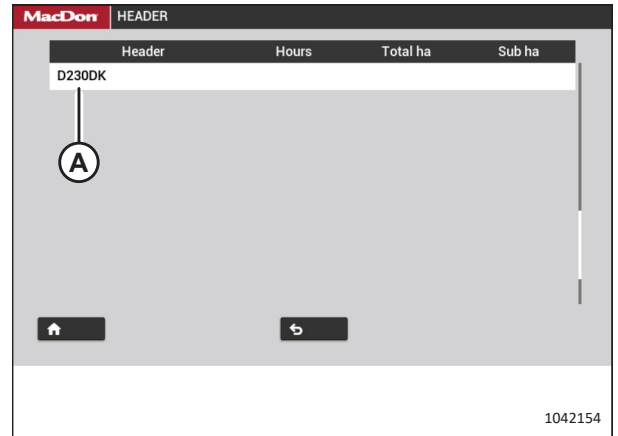 MacDon HEADER
Header Hours Total ha Sub ha
D230DK
A
1042154